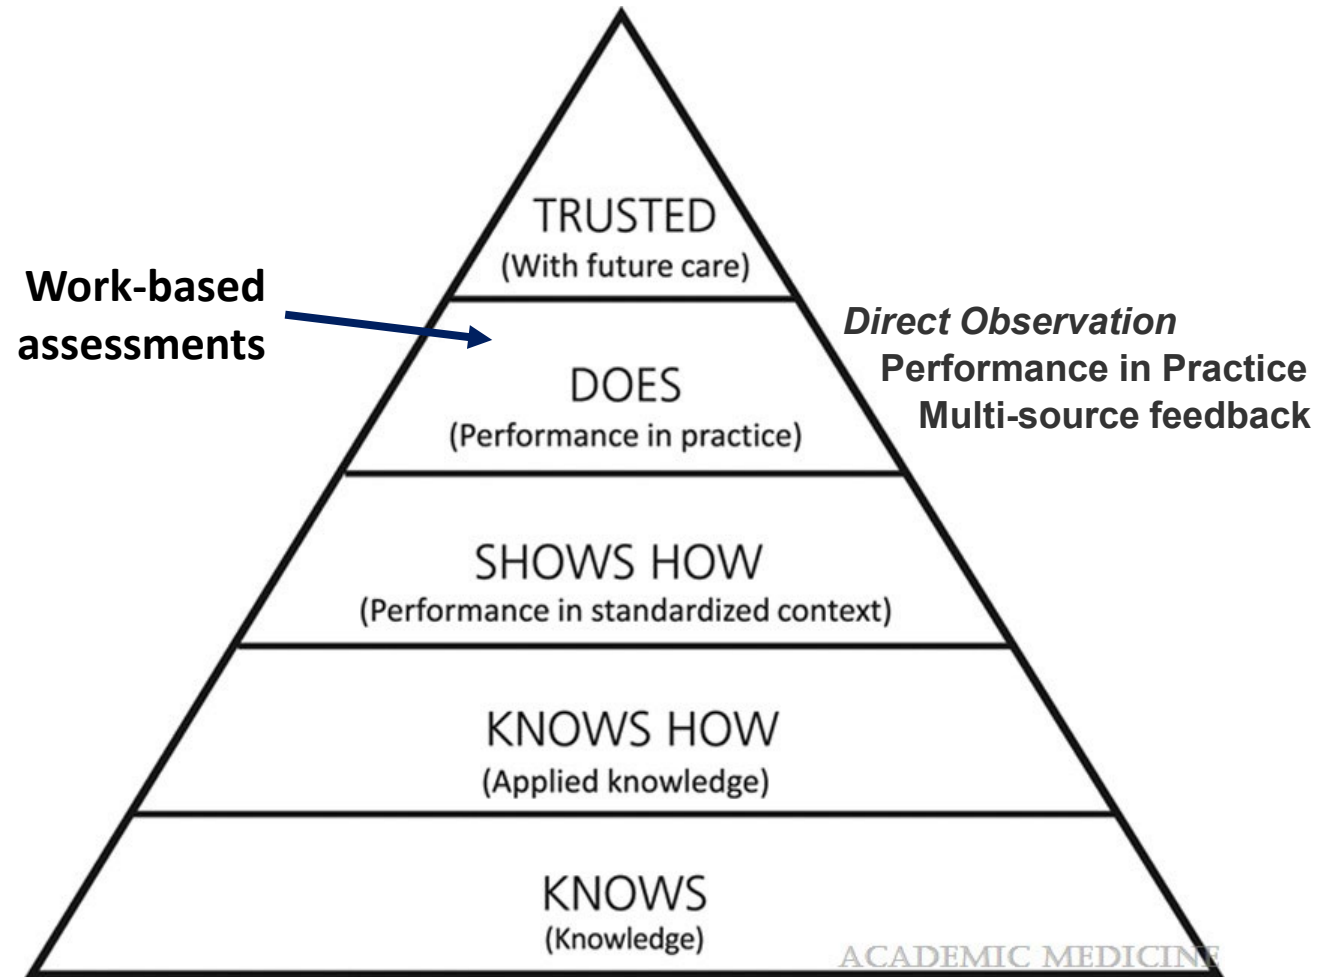 TRUSTED
(With future care)
Work-based
assessments
Direct Observation
Performance in Practice
Multi-source feedback
DOES
(Performance in practice)
SHOWS HOW
(Performance in standardized context)
KNOWS HOW
(Applied knowledge)
KNOWS
(Knowledge)
ACADEMIC MEDICINE